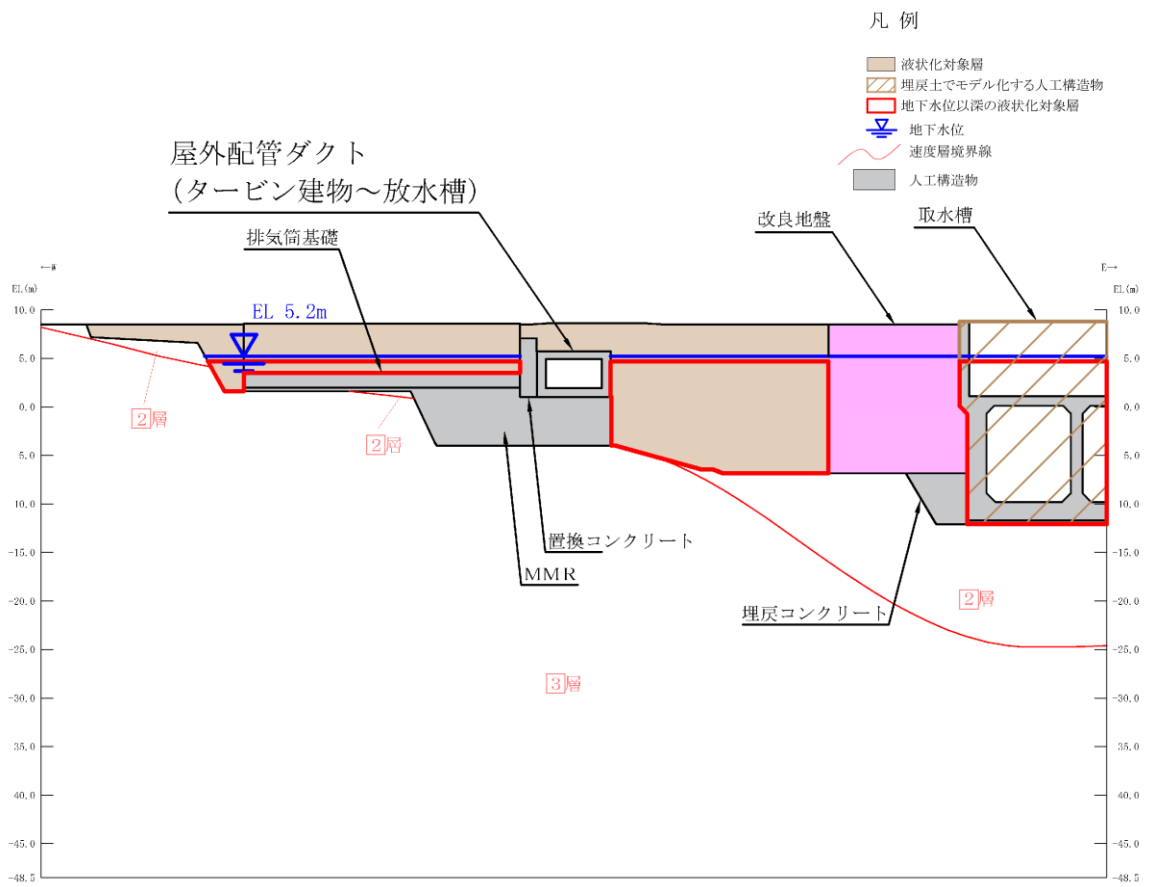 凡 例
液状化対象層
埋戻土でモデル化する人工構造物
地下水位以深の液状化対象層
地下水位
速度層境界線
人工構造物
屋外配管ダクト
(タービン建物～放水槽)
排気筒基礎
改良地盤
取水槽
←W
E→
EL(m)
EL(m)
EL 5.2m
10.0
5.0
0.0
5.0
10.0
-15.0
-20.0
-25.0
-30.0
35.0
40.0
-45.0
-48.5
10.0
5.0
0.0
5.0
10.0
-15.0
-20.0
-25.0
-30.0
35.0
40.0
-45.0
-48.5
2層
2層
置換コンクリート
MMR
埋戻コンクリート
2層
3層